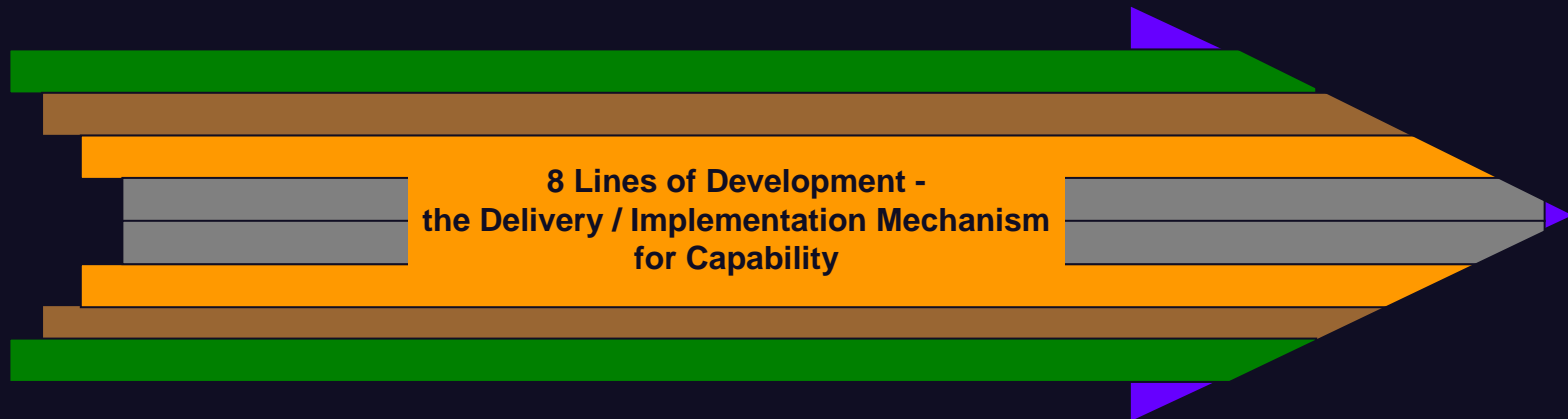 8 Lines of Development -
the Delivery / Implementation Mechanism
for Capability